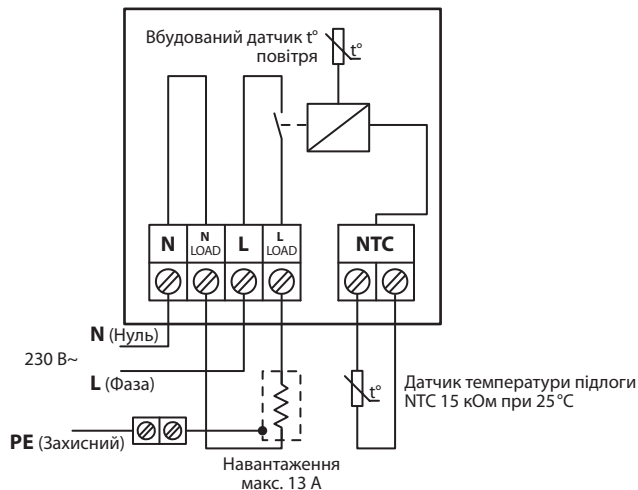 Вбудований датчик t°
повітря
t°
N
N
LOAD
L
L
LOAD
NTC
N (Нуль)
230 В~
L (Фаза)
PE (Захисний)
t°
Датчик температури підлоги
NTC 15 кОм при 25 °C
Навантаження
макс. 13 А